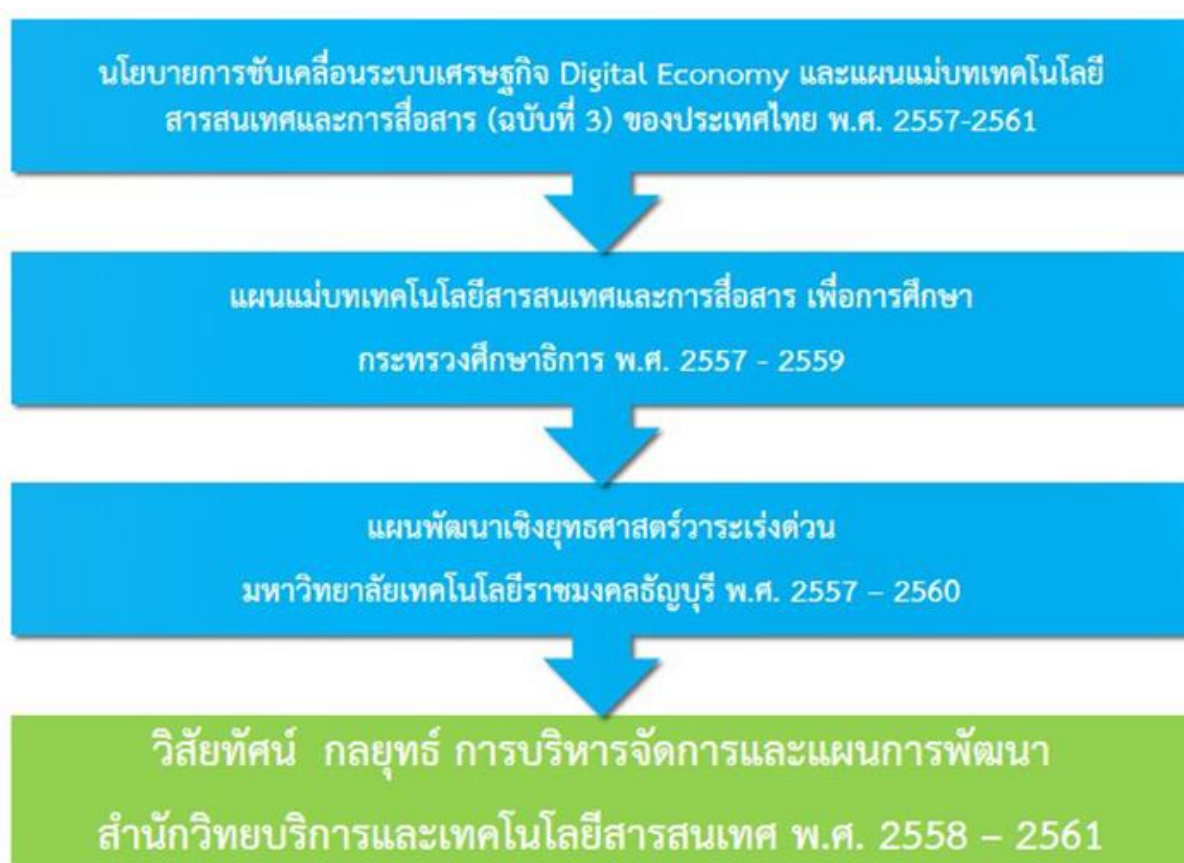 นโยบายการขับเคลื่อนระบบเศรษฐกิจ Digital Economy และแผนแม่บทเทคโนโลยี
สารสนเทศและการสื่อสาร (ฉบับที่ 3) ของประเทศไทย พ.ศ. 2557-2561
แผนแม่บทเทคโนโลยีสารสนเทศและการสื่อสาร เพื่อการศึกษา
กระทรวงศึกษาธิการ พ.ศ. 2557 - 2559
แผนพัฒนาเชิงยุทธศาสตร์วาระเร่งด่วน
มหาวิทยาลัยเทคโนโลยีราชมงคลธัญบุรี พ.ศ. 2557 – 2560
วิสัยทัศน์ กลยุทธ์ การบริหารจัดการและแผนการพัฒนา
สำนักวิทยบริการและเทคโนโลยีสารสนเทศ พ.ศ. 2558 – 2561